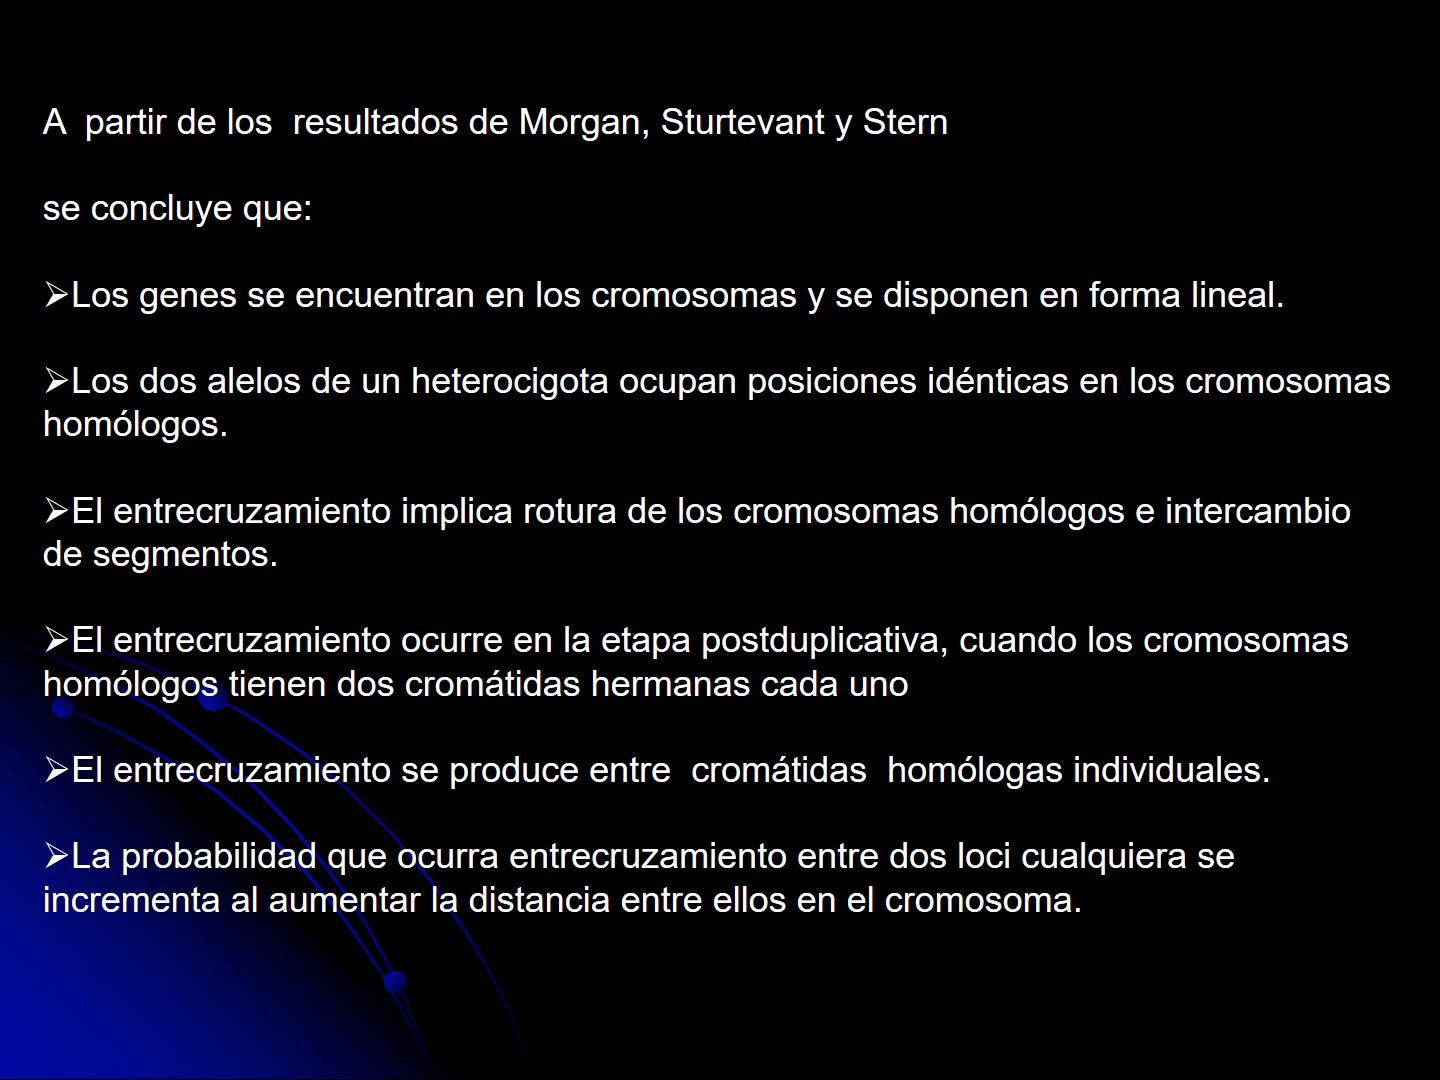 A  partir de los  resultados de Morgan, Sturtevant y Stern
se concluye que:
➢Los genes se encuentran en los cromosomas y se disponen en forma lineal.
➢Los dos alelos de un heterocigota ocupan posiciones idénticas en los cromosomas
homólogos.
➢El entrecruzamiento implica rotura de los cromosomas homólogos e intercambio
de segmentos.
➢El entrecruzamiento ocurre en la etapa postduplicativa, cuando los cromosomas
homólogos tienen dos cromátidas hermanas cada uno
➢El entrecruzamiento se produce entre  cromátidas  homólogas individuales.
➢La probabilidad que ocurra entrecruzamiento entre dos loci cualquiera se
incrementa al aumentar la distancia entre ellos en el cromosoma.